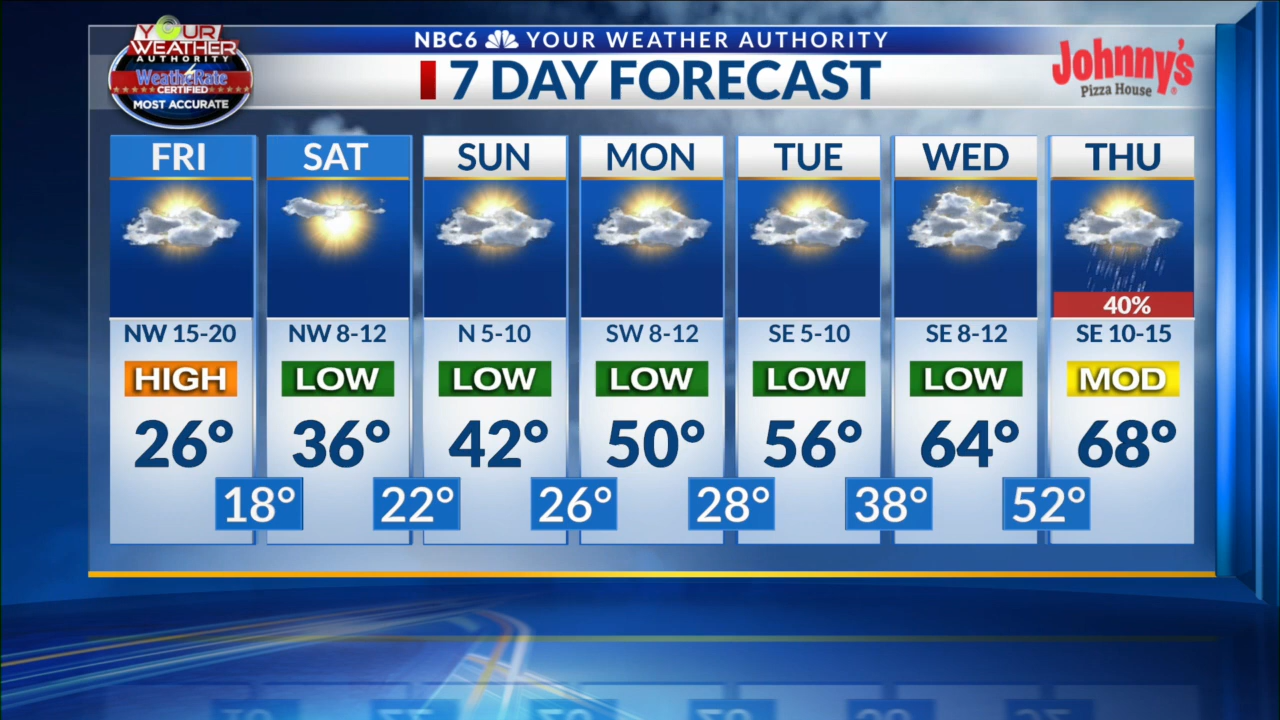 YOUR
WEATHER
AUTHORITY
WeatheRate
CERTIFIED
MOST ACCURATE
NBC6 YOUR WEATHER AUTHORITY
7 DAY FORECAST
Johnny's
Pizza House
FRI SAT SUN MON TUE WED THU
40%
NW 15-20 NW 8-12 N 5-10 SW 8-12 SE 5-10 SE 8-12 SE 10-15
HIGH LOW LOW LOW LOW LOW MOD
26° 36° 42° 50° 56° 64° 68°
18° 22° 26° 28° 38° 52°